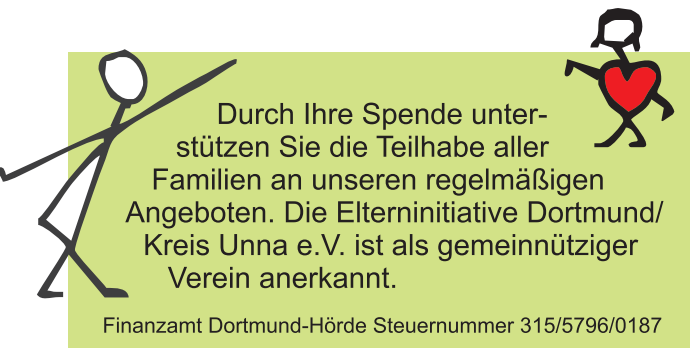 Durch Ihre Spende unter-
stützen Sie die Teilhabe aller
Familien an unseren regelmäßigen
Angeboten. Die Elterninitiative Dortmund/
Kreis Unna e.V. ist als gemeinnütziger
Verein anerkannt.
Finanzamt Dortmund-Hörde Steuernummer 315/5796/0187